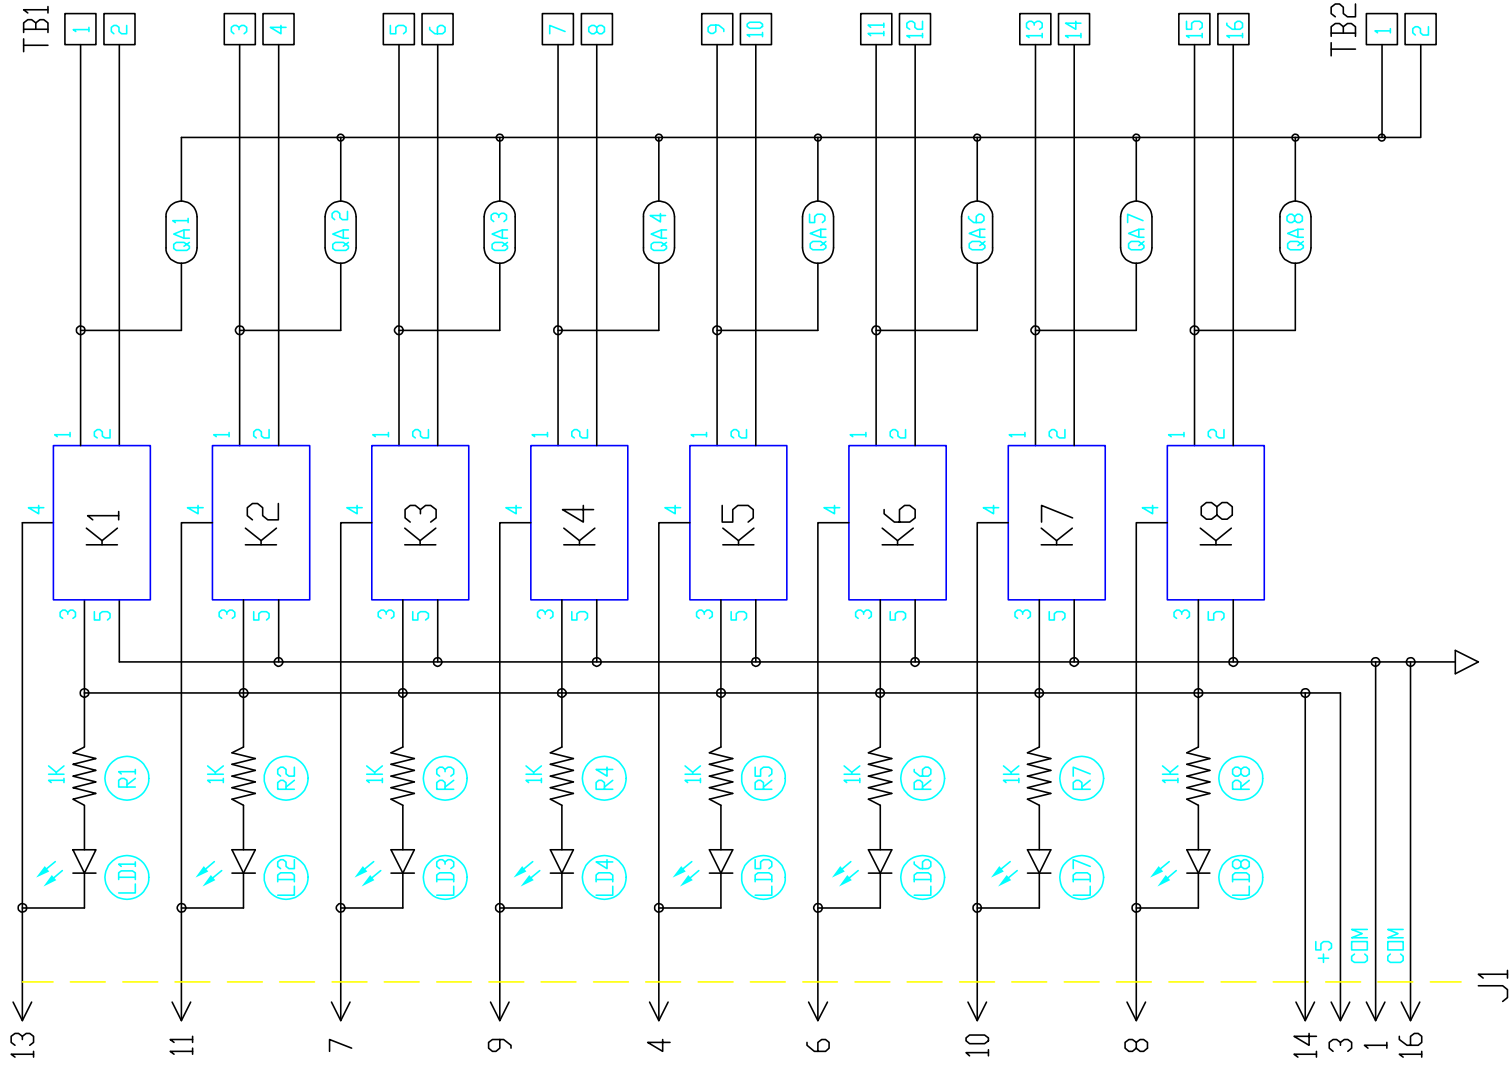 TB1
1
2
3
4
5
6
7
8
9
10
11
12
13
14
15
16
TB2
1
2
QA1
QA2
QA3
QA4
QA5
QA6
QA7
QA8
1 2
1 2
1 2
1 2
1 2
1 2
1 2
1 2
4 K1
4 K2
4 K3
4 K4
4 K5
4 K6
4 K7
4 K8
3 5
3 5
3 5
3 5
3 5
3 5
3 5
3 5
1K R1
1K R2
1K R3
1K R4
1K R5
1K R6
1K R7
1K R8
LD1
LD2
LD3
LD4
LD5
LD6
LD7
LD8
+5
COM
COM
J1
13
11
7
9
4
6
10
8
14
3
1
16